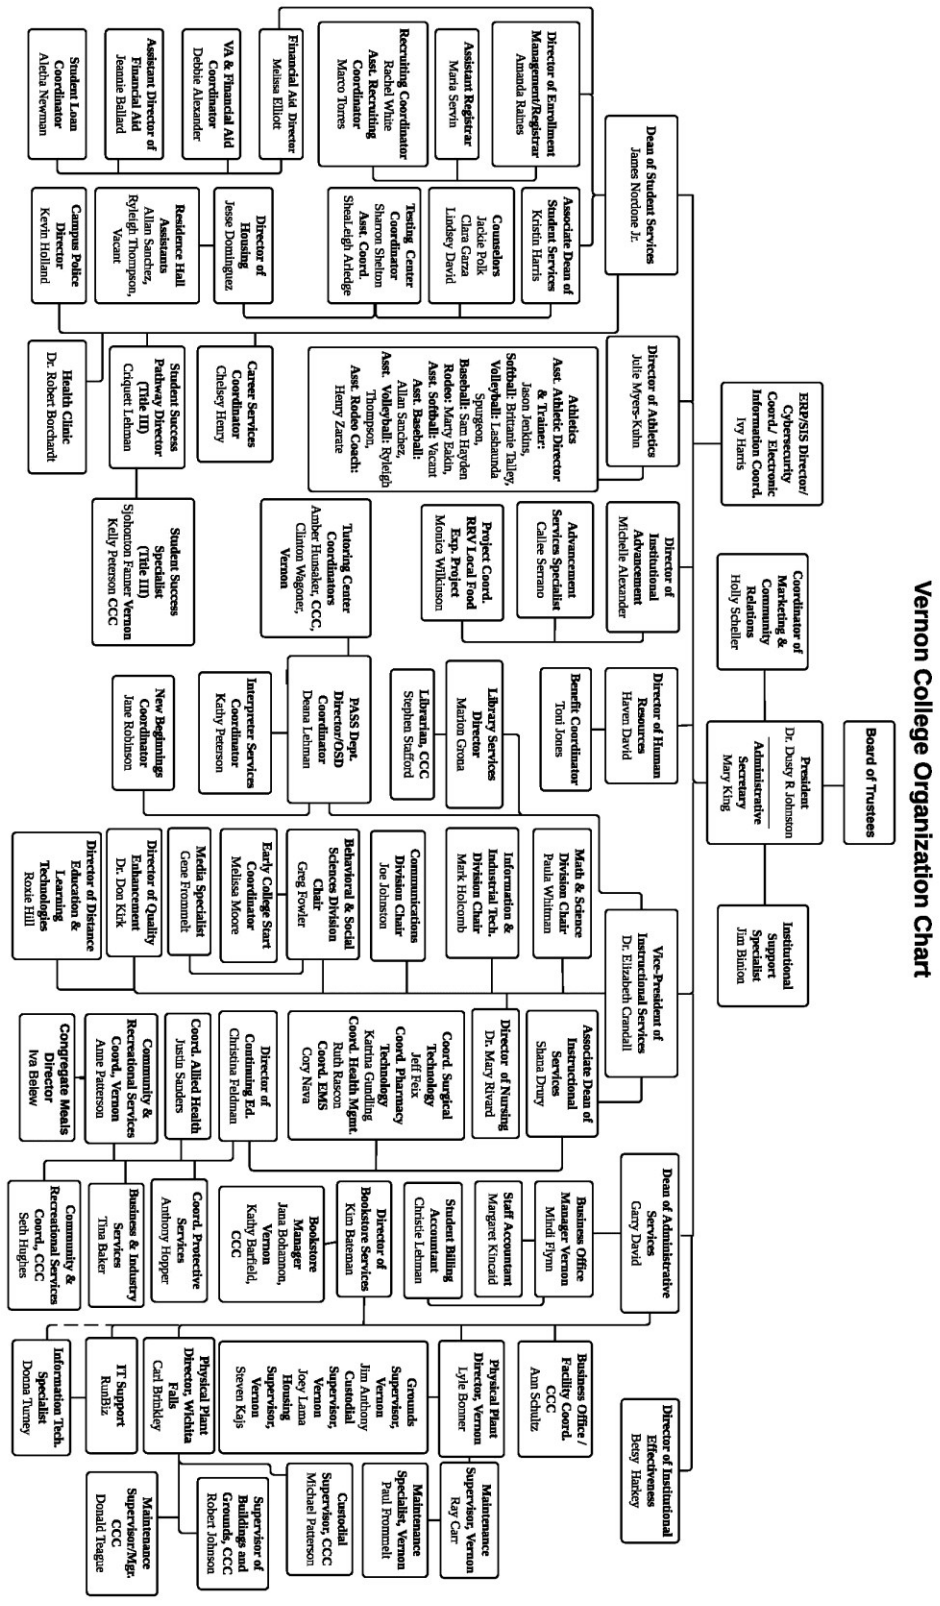 Vernon College Organization Chart
Board of Trustees
President
Dr. Dusty R Johnston
Administrative
Secretary
Mary King
Coordinator of
Marketing &
Community
Relations
Holly Scheller
Institutional
Support
Specialist
Jim Binion
ERP/SIS Director/
Cybersecurity
Coord./ Electronic
Information Coord.
Ivy Harris
Dean of Student Services
James Nordone Jr.
Director of Athletics
Julie Myers-Kuhn
Director of
Institutional
Advancement
Michelle Alexander
Director of Human
Resources
Haven David
Vice-President of
Instructional Services
Dr. Elizabeth Crandall
Dean of Administrative
Services
Garry David
Director of Institutional
Effectiveness
Betsy Harkey
Director of Enrollment
Management/Registrar
Amanda Raines
Assistant Registrar
Maria Servin
Recruiting Coordinator
Rachel White
Asst. Recruiting
Coordinator
Marco Torres
Financial Aid Director
Melissa Elliott
VA & Financial Aid
Coordinator
Debbie Alexander
Assistant Director of
Financial Aid
Jeannie Ballard
Student Loan
Coordinator
Aletha Newman
Associate Dean of
Student Services
Kristin Harris
Counselors
Jackie Polk
Clara Garza
Lindsey David
Testing Center
Coordinator
Sharron Shelton
Asst. Coord.
SheaLeigh Arledge
Director of
Housing
Jesse Dominguez
Residence Hall
Assistants
Allan Sanchez,
Ryleigh Thompson,
Vacant
Campus Police
Director
Kevin Holland
Athletics
Asst. Athletic Director
& Trainer:
Jason Jenkins,
Softball: Brittanie Talley,
Volleyball: Lashaunda
Spurgeon,
Baseball: Sam Hayden
Rodeo: Marty Eakin,
Asst. Softball: Vacant
Asst. Baseball:
Allan Sanchez,
Asst. Volleyball: Ryleigh
Thompson,
Asst. Rodeo Coach:
Henry Zarate
Career Services
Coordinator
Chelsey Henry
Student Success
Pathway Director
(Title III)
Criquett Lehman
Health Clinic
Dr. Robert Borchardt
Student Success
Specialist
(Title III)
Sjohonton Fanner Vernon
Kelly Peterson CCC
Advancement
Services Specialist
Callee Serrano
Project Coord.
RRV Local Food
Exp. Project
Monica Wilkinson
Tutoring Center
Coordinators
Amber Hunsaker, CCC,
Clinton Wagoner,
Vernon
Benefit Coordinator
Toni Jones
Library Services
Director
Marion Grona
Librarian, CCC
Stephen Stafford
PASS Dept.
Director/OSD
Coordinator
Deana Lehman
Interpreter Services
Coordinator
Kathy Peterson
New Beginnings
Coordinator
Jane Robinson
Math & Science
Division Chair
Paula Whitman
Information &
Industrial Tech.
Division Chair
Mark Holcomb
Communications
Division Chair
Joe Johnston
Behavioral & Social
Sciences Division
Chair
Greg Fowler
Early College Start
Coordinator
Melissa Moore
Media Specialist
Gene Frommelt
Director of Quality
Enhancement
Dr. Don Kirk
Director of Distance
Education &
Learning
Technologies
Roxie Hill
Associate Dean of
Instructional
Services
Shana Drury
Director of Nursing
Dr. Mary Rivard
Coord. Surgical
Technology
Jeff Feix
Coord. Pharmacy
Technology
Katrina Gundling
Coord. Health Mgmt.
Ruth Rascon
Coord. EMS
Cory Neva
Director of
Continuing Ed.
Christina Feldman
Coord. Allied Health
Justin Sanders
Community &
Recreational Services
Coord., Vernon
Anne Paterson
Congregate Meals
Director
Iva Belew
Coord. Protective
Services
Anthony Hopper
Business & Industry
Services
Tina Baker
Community &
Recreational Services
Coord., CCC
Seth Hughes
Business Office
Manager Vernon
Mindi Flynn
Staff Accountant
Margaret Kincaid
Student Billing
Accountant
Christie Lehman
Director of
Bookstore Services
Kim Bateman
Bookstore
Manager
Jana Bohannon,
Vernon
Kathy Barfield,
CCC
Business Office /
Facility Coord.
CCC
Ann Schultz
Physical Plant
Director, Vernon
Lyle Bonner
Grounds
Supervisor,
Jim Anthony
Custodial
Supervisor,
Vernon
Joey Lama
Housing
Supervisor,
Vernon
Steven Kajs
Physical Plant
Director, Wichita
Falls
Carl Brinkley
IT Support
RunBiz
Information Tech.
Specialist
Donna Turney
Maintenance
Supervisor, Vernon
Ray Carr
Maintenance
Specialist, Vernon
Paul Frommelt
Custodial
Supervisor, CCC
Michael Patterson
Supervisor of
Buildings and
Grounds, CCC
Robert Johnson
Maintenance
Supervisor/Mgr.
CCC
Donald Teague